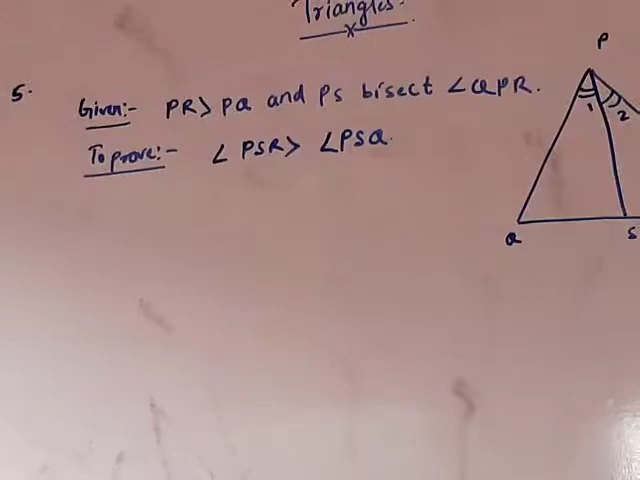 Triangles.
x
5.
Given:- PR > PQ and PS bisect ∠QPR.
To prove:- ∠PSR > ∠PSQ.
P
1
2
Q
S